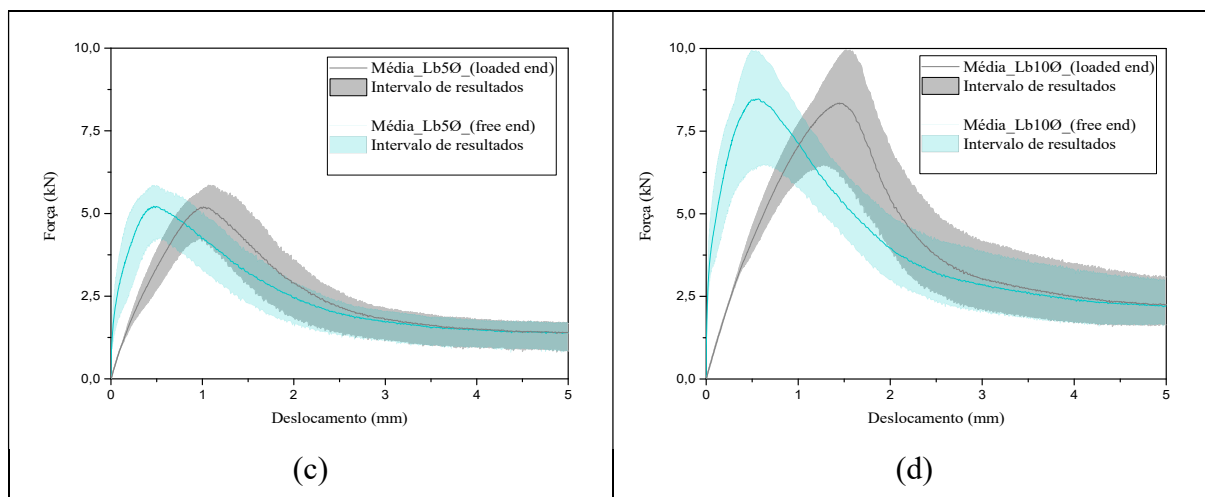 10,0
7,5
5,0
2,5
0,0
Força (kN)
Média_Lb5Ø_(loaded end)
Intervalo de resultados
Média_Lb5Ø_(free end)
Intervalo de resultados
0 1 2 3 4 5
Deslocamento (mm)
(c)
10,0
7,5
5,0
2,5
0,0
Força (kN)
Média_Lb10Ø_(loaded end)
Intervalo de resultados
Média_Lb10Ø_(free end)
Intervalo de resultados
0 1 2 3 4 5
Deslocamento (mm)
(d)